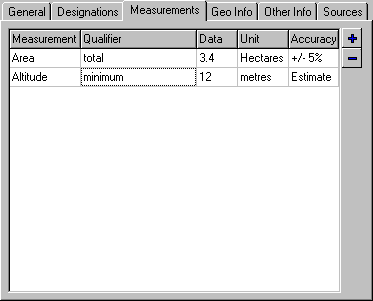 General Designations Measurements Geo Info Other Info Sources
Measurement Qualifier Data Unit Accuracy
Area total 3.4 Hectares +/- 5%
Altitude minimum 12 metres Estimate